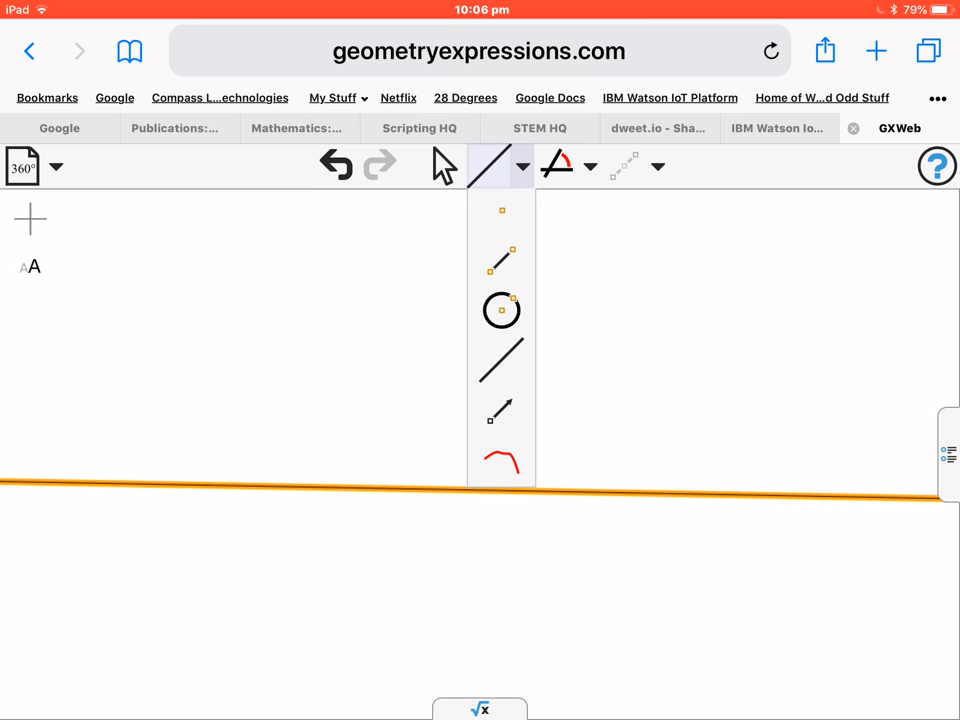 iPad 10:06 pm 79%
geometryexpressions.com
Bookmarks Google Compass L...echnologies My Stuff Netflix 28 Degrees Google Docs IBM Watson IoT Platform Home of W...d Odd Stuff •••
Google Publications:... Mathematics:... Scripting HQ STEM HQ dweet.io - Sha... IBM Watson Io... GXWeb
360° ?
AA
√x